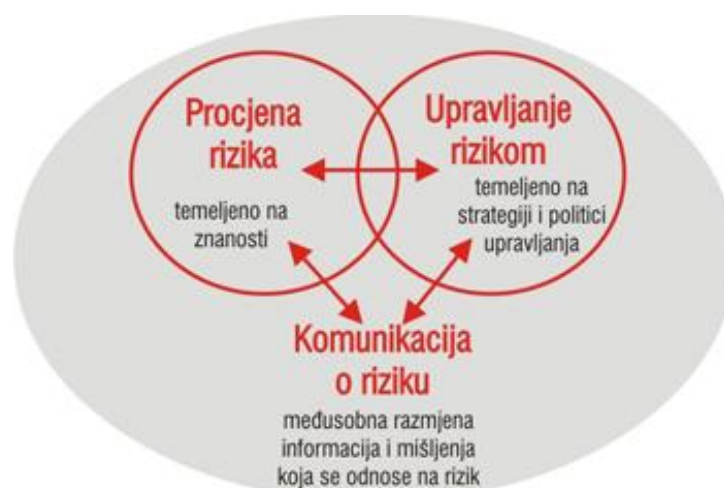 Procjena
rizika
temeljeno na
znanosti
Upravljanje
rizikom
temeljeno na
strategiji i politici
upravljanja
Komunikacija
o riziku
međusobna razmjena
informacija i mišljenja
koja se odnose na rizik